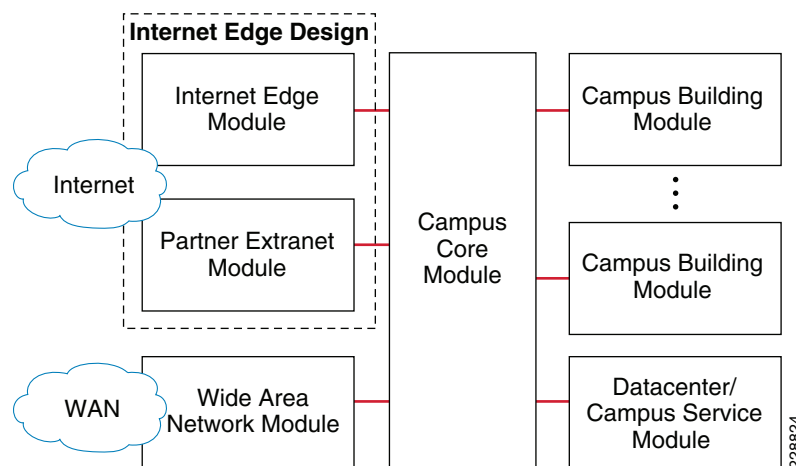 Internet Edge Design
Internet Edge
Module
Internet
Partner Extranet
Module
WAN
Wide Area
Network Module
Campus
Core
Module
Campus Building
Module
Campus Building
Module
Datacenter/
Campus Service
Module
228824